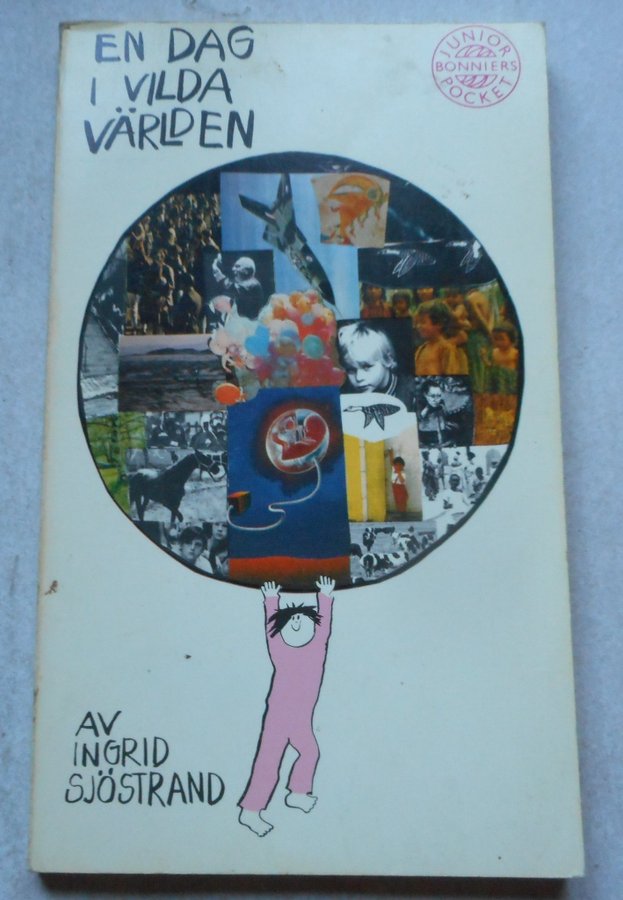 EN DAG
I VILDA
VÄRLDEN
JUNIOR
BONNIERS
POCKET
AV
INGRID
SJÖSTRAND